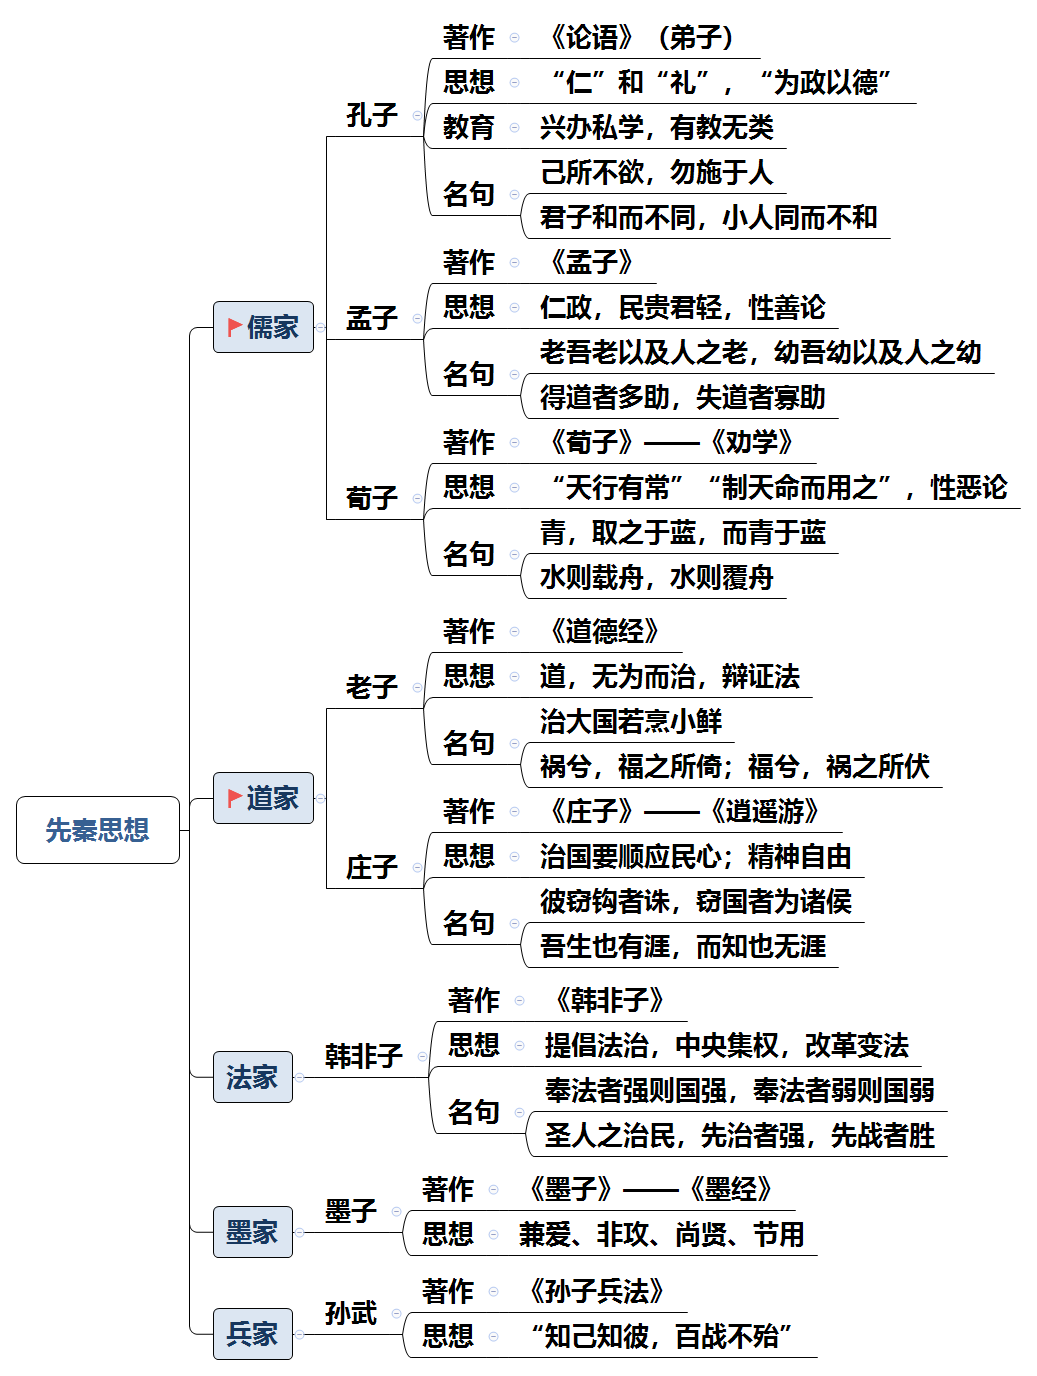 先秦思想
儒家
孔子
著作 《论语》（弟子）
思想 “仁”和“礼”，“为政以德”
教育 兴办私学，有教无类
名句
己所不欲，勿施于人
君子和而不同，小人同而不和
孟子
著作 《孟子》
思想 仁政，民贵君轻，性善论
名句
老吾老以及人之老，幼吾幼以及人之幼
得道者多助，失道者寡助
荀子
著作 《荀子》——《劝学》
思想 “天行有常”“制天命而用之”，性恶论
名句
青，取之于蓝，而青于蓝
水则载舟，水则覆舟
道家
老子
著作 《道德经》
思想 道，无为而治，辩证法
名句
治大国若烹小鲜
祸兮，福之所倚；福兮，祸之所伏
庄子
著作 《庄子》——《逍遥游》
思想 治国要顺应民心；精神自由
名句
彼窃钩者诛，窃国者为诸侯
吾生也有涯，而知也无涯
法家
韩非子
著作 《韩非子》
思想 提倡法治，中央集权，改革变法
名句
奉法者强则国强，奉法者弱则国弱
圣人之治民，先治者强，先战者胜
墨家
墨子
著作 《墨子》——《墨经》
思想 兼爱、非攻、尚贤、节用
兵家
孙武
著作 《孙子兵法》
思想 “知己知彼，百战不殆”